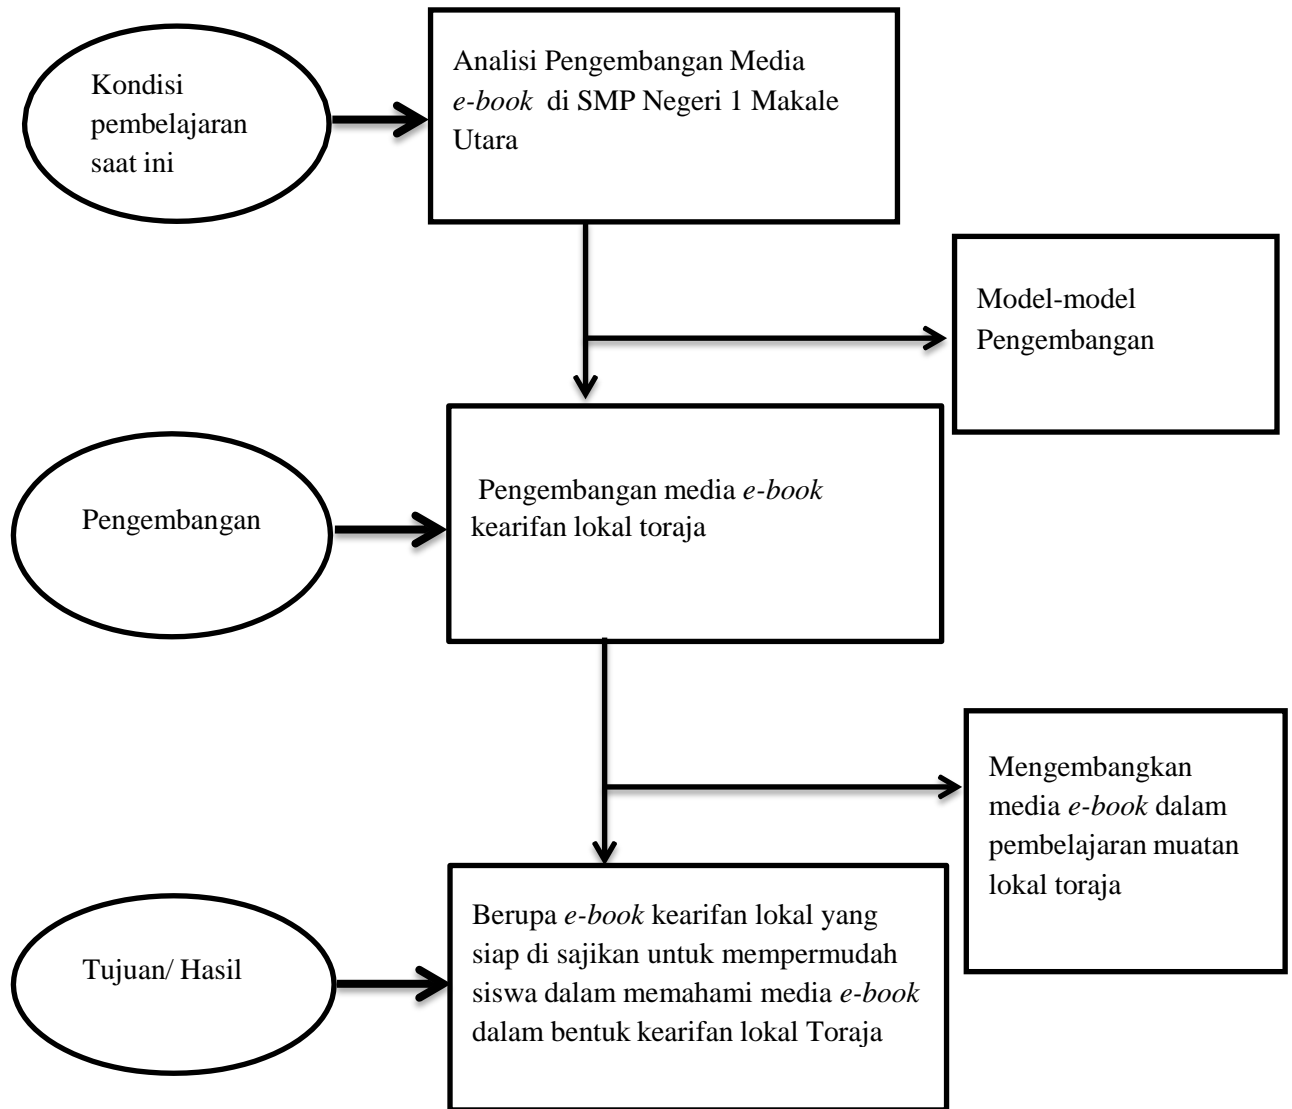 Kondisi
pembelajaran
saat ini
Analisi Pengembangan Media
e-book di SMP Negeri 1 Makale
Utara
Model-model
Pengembangan
Pengembangan
Pengembangan media e-book
kearifan lokal toraja
Mengembangkan
media e-book dalam
pembelajaran muatan
lokal toraja
Tujuan/ Hasil
Berupa e-book kearifan lokal yang
siap di sajikan untuk mempermudah
siswa dalam memahami media e-book
dalam bentuk kearifan lokal Toraja